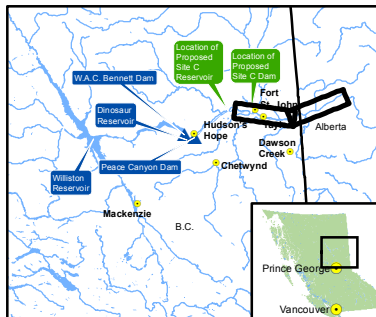 Location of
Proposed
Site C
Reservoir
Location of
Proposed
Site C Dam
W.A.C. Bennett Dam
Fort
St. John
Dinosaur
Reservoir
Hudson's
Hope
Alberta
Dawson
Creek
Peace Canyon Dam
Chetwynd
Williston
Reservoir
Mackenzie
B.C.
Prince George
Vancouver